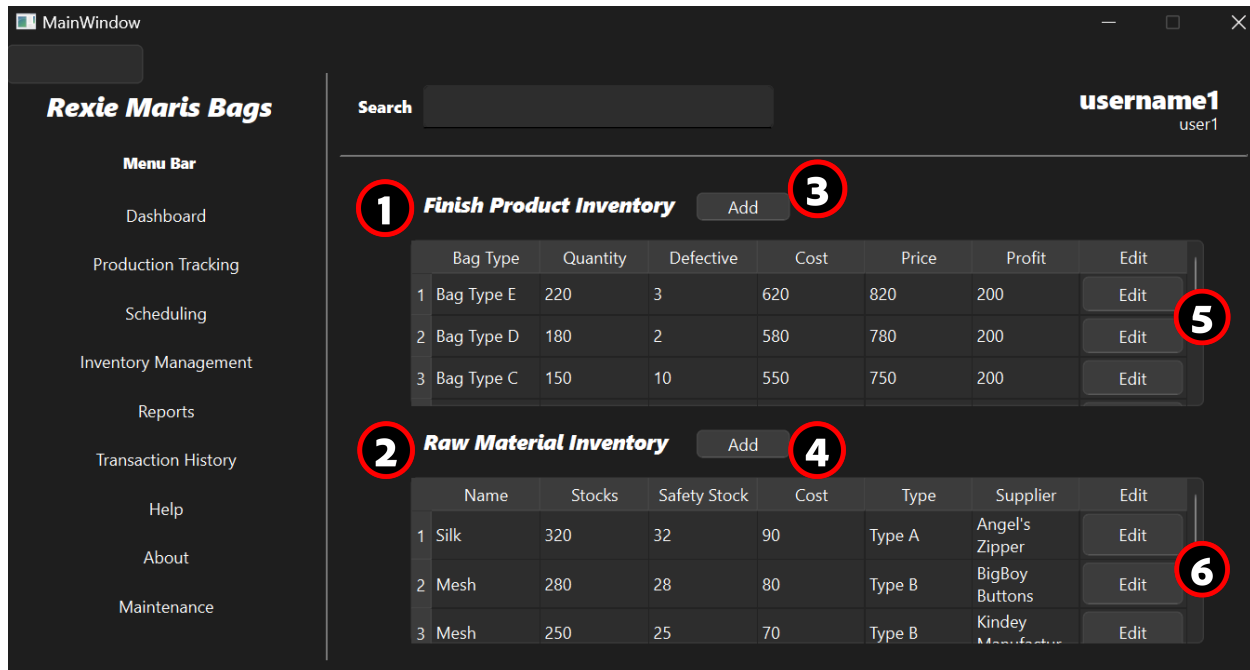 MainWindow
Rexie Maris Bags
Menu Bar
Dashboard
Production Tracking
Scheduling
Inventory Management
Reports
Transaction History
Help
About
Maintenance
Search
username1
user1
1 Finish Product Inventory Add 3
Bag Type Quantity Defective Cost Price Profit Edit
1 Bag Type E 220 3 620 820 200 Edit
5
2 Bag Type D 180 2 580 780 200 Edit
3 Bag Type C 150 10 550 750 200 Edit
2 Raw Material Inventory Add 4
Name Stocks Safety Stock Cost Type Supplier Edit
1 Silk 320 32 90 Type A Angel's Zipper Edit
6
2 Mesh 280 28 80 Type B BigBoy Buttons Edit
3 Mesh 250 25 70 Type B Kindey Manufactur Edit